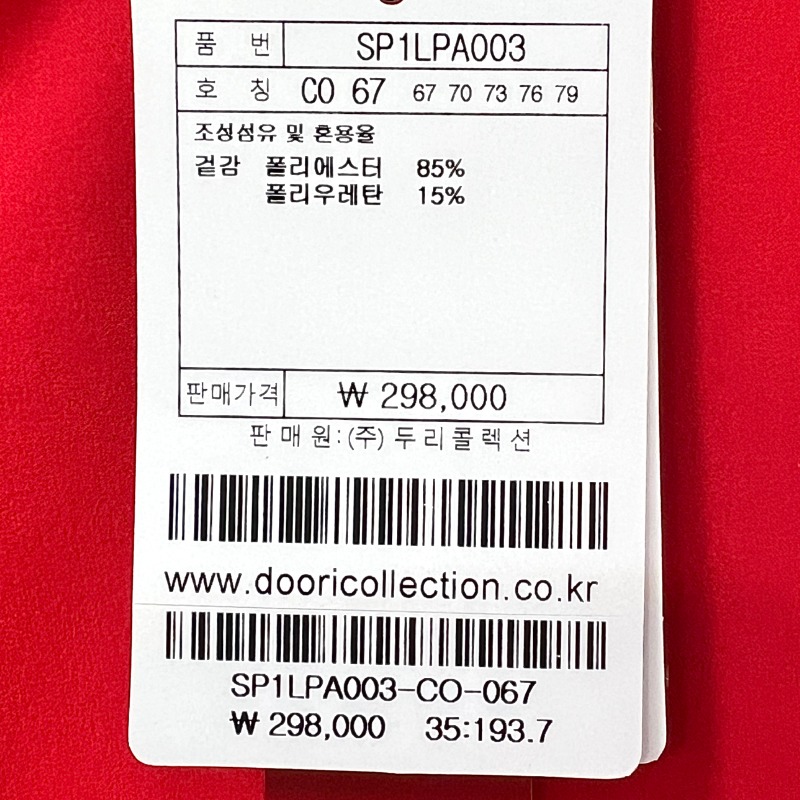 품 번 SP1LPA003
호 칭 CO 67 67 70 73 76 79
조성섬유 및 혼용율
겉감 폴리에스터 85%
폴리우레탄 15%
판매가격 ₩ 298,000
판 매 원 : (주) 두 리 콜 렉 션
www.dooricollection.co.kr
SP1LPA003-CO-067
₩ 298,000 35:193.7